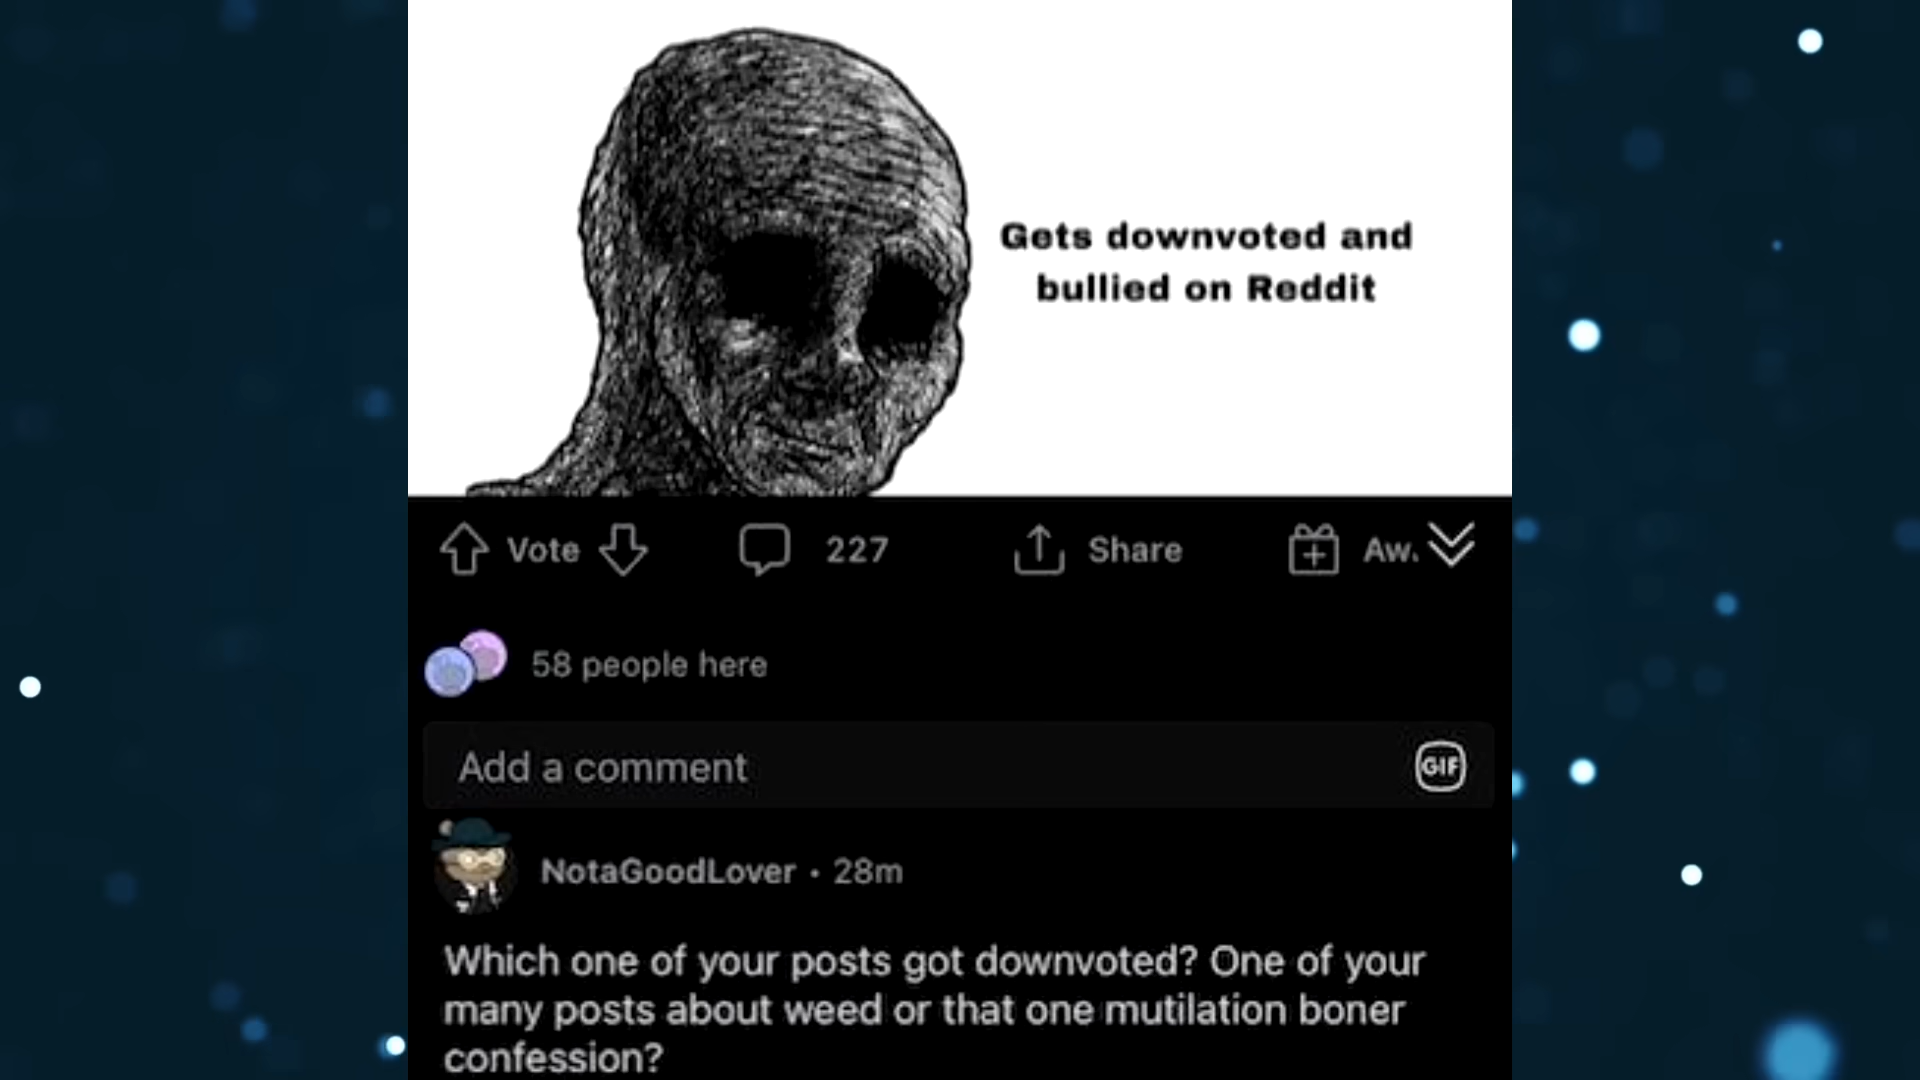 Gets downvoted and
bullied on Reddit
Vote 227 Share Aw.
58 people here
Add a comment GIF
NotaGoodLover • 28m
Which one of your posts got downvoted? One of your
many posts about weed or that one mutilation boner
confession?